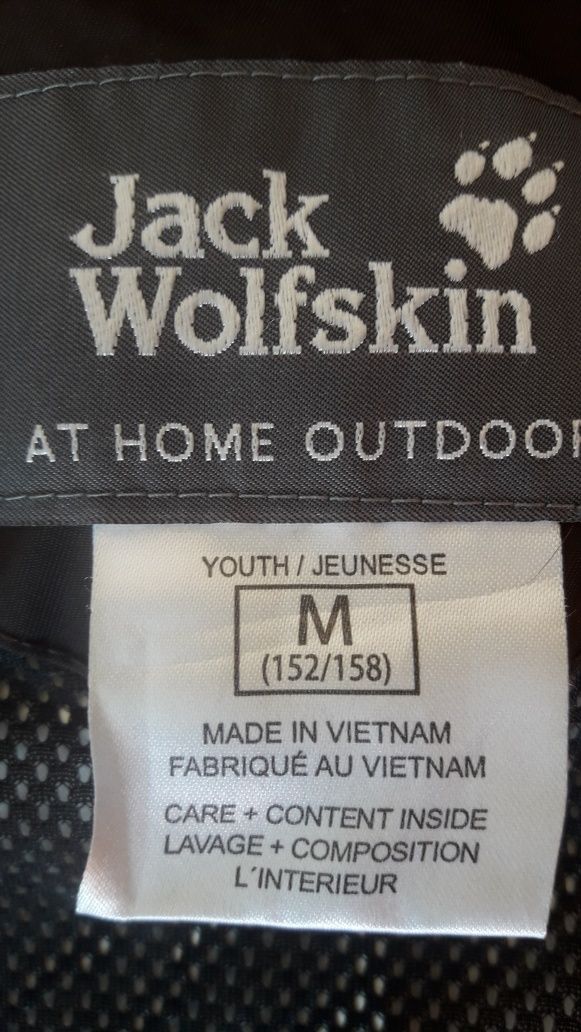 Jack
Wolfskin
AT HOME OUTDOOR
YOUTH / JEUNESSE
M
(152/158)
MADE IN VIETNAM
FABRIQUÉ AU VIETNAM
CARE + CONTENT INSIDE
LAVAGE + COMPOSITION
L´INTERIEUR